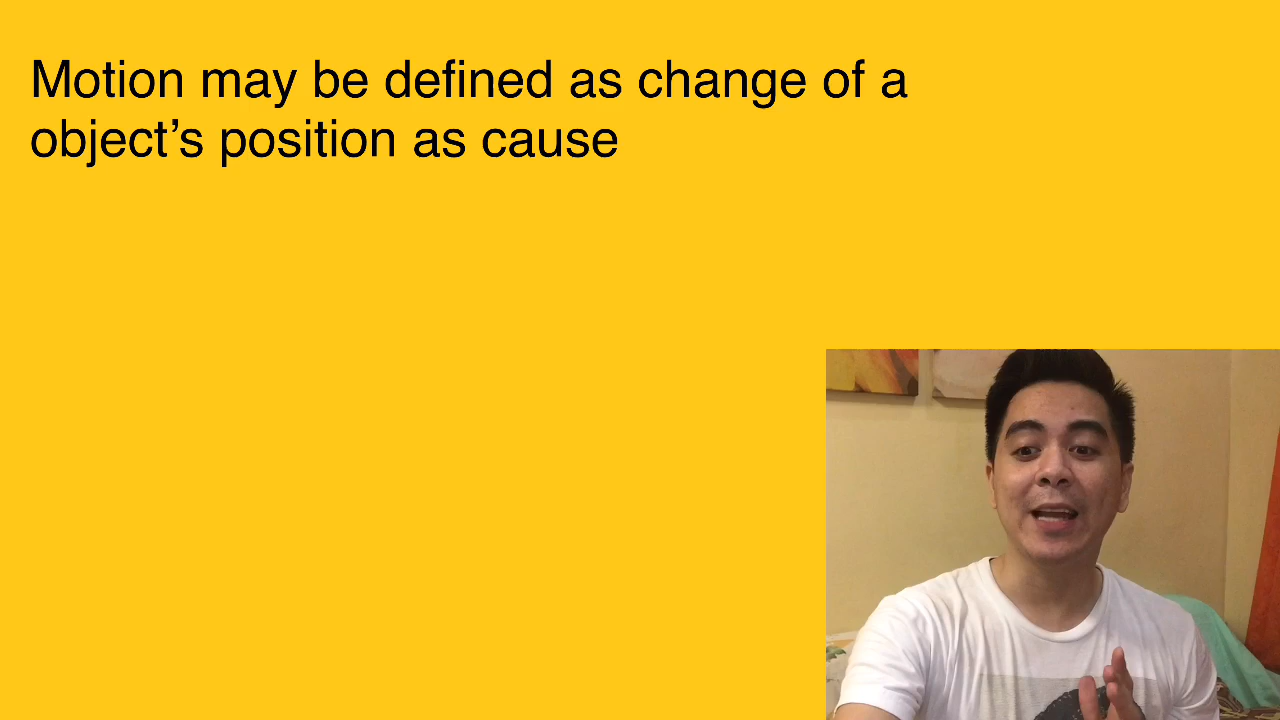 Motion may be defined as change of a
object’s position as cause